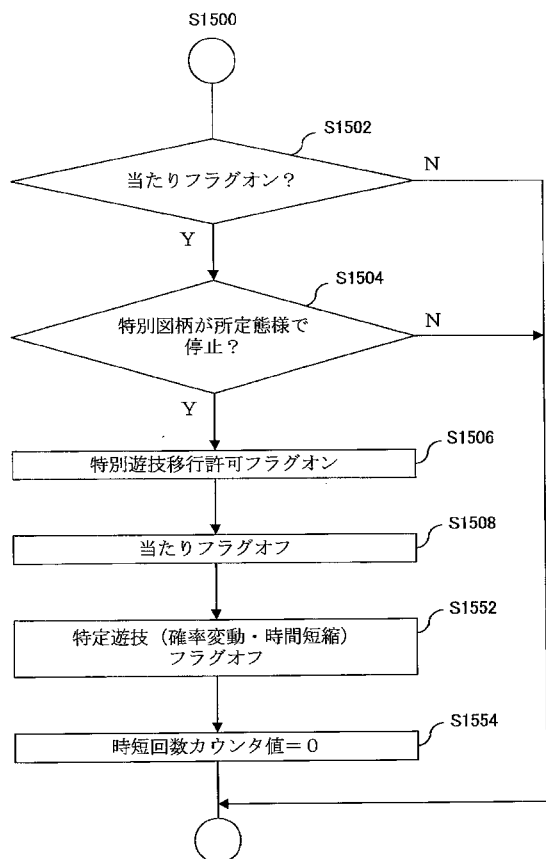 S1500
S1502
当たりフラグオン?
N
Y
S1504
特別図柄が所定態様で
停止?
N
Y
S1506
特別遊技移行許可フラグオン
S1508
当たりフラグオフ
S1552
特定遊技(確率変動・時間短縮)
フラグオフ
S1554
時短回数カウンタ値=0